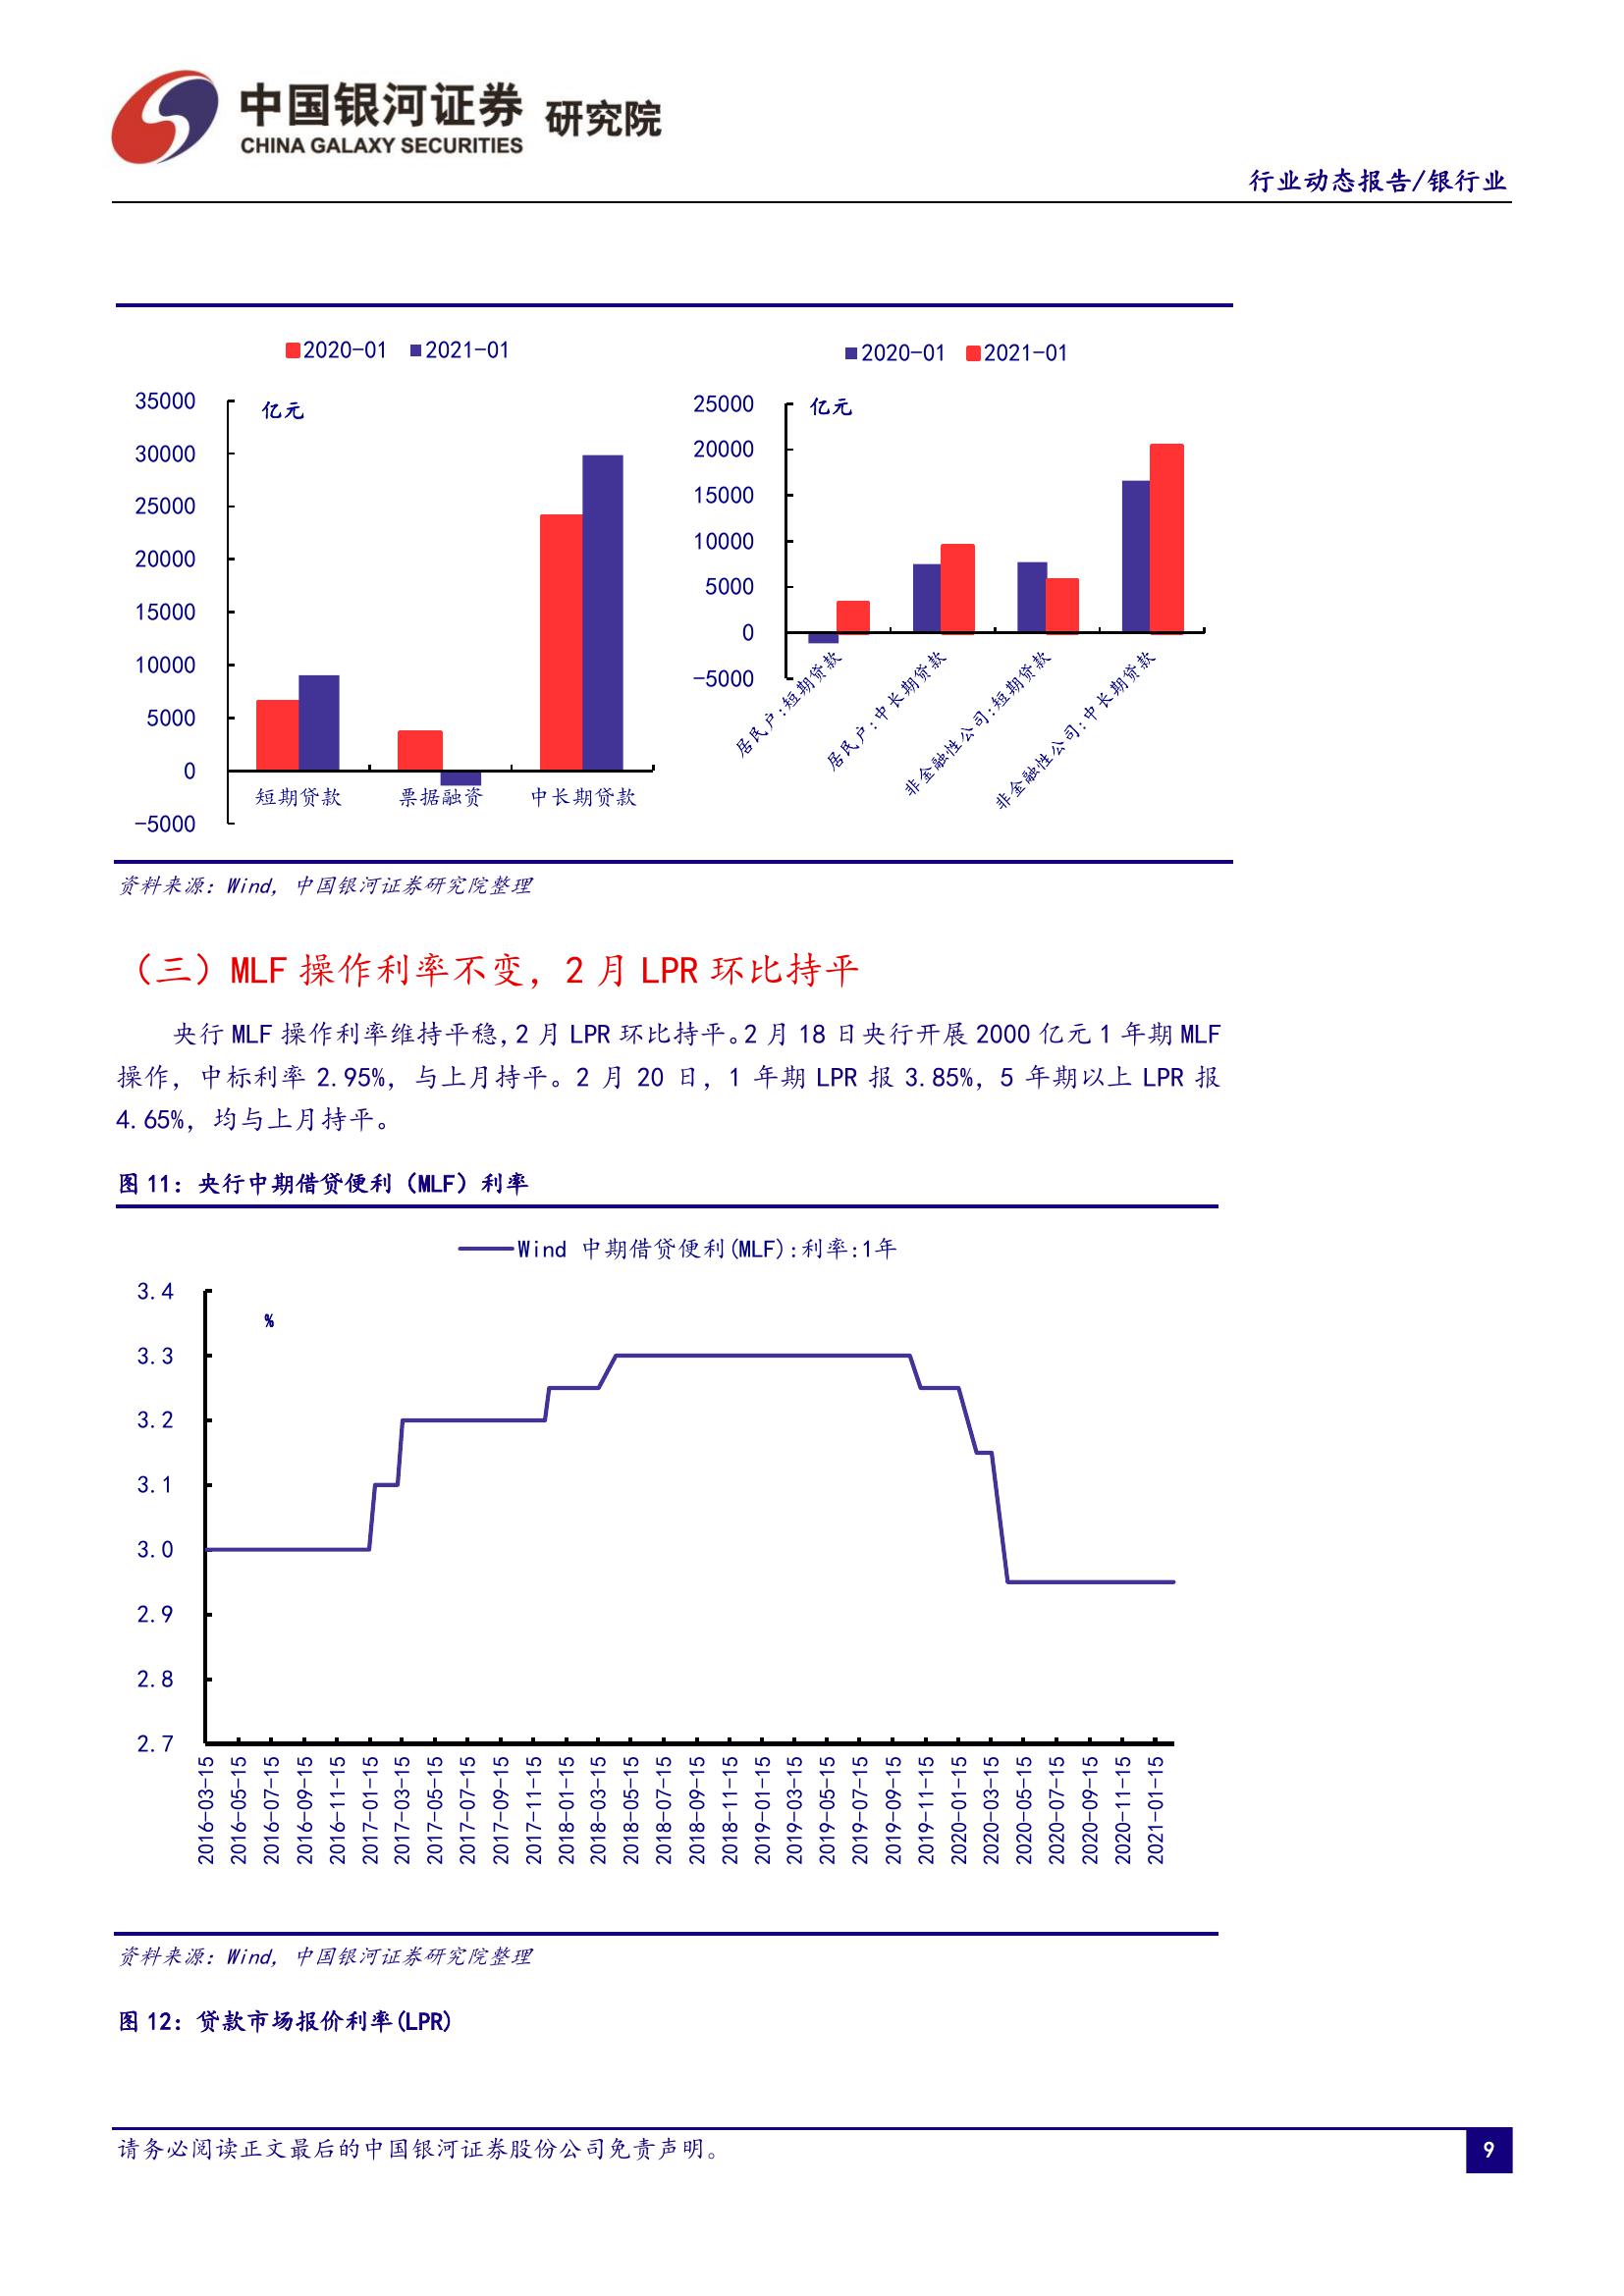 中国银河证券 研究院
CHINA GALAXY SECURITIES
行业动态报告/银行业
2020-01 2021-01
亿元
35000
30000
25000
20000
15000
10000
5000
0
-5000
短期贷款 票据融资 中长期贷款
2020-01 2021-01
亿元
25000
20000
15000
10000
5000
0
-5000
居民户:短期贷款
居民户:中长期贷款
非金融性公司:短期贷款
非金融性公司:中长期贷款
资料来源：Wind，中国银河证券研究院整理
（三）MLF 操作利率不变，2 月 LPR 环比持平
央行 MLF 操作利率维持平稳，2 月 LPR 环比持平。2 月 18 日央行开展 2000 亿元 1 年期 MLF
操作，中标利率 2.95%，与上月持平。2 月 20 日，1 年期 LPR 报 3.85%，5 年期以上 LPR 报
4.65%，均与上月持平。
图 11：央行中期借贷便利（MLF）利率
Wind 中期借贷便利(MLF):利率:1年
%
3.4
3.3
3.2
3.1
3.0
2.9
2.8
2.7
2016-03-15
2016-05-15
2016-07-15
2016-09-15
2016-11-15
2017-01-15
2017-03-15
2017-05-15
2017-07-15
2017-09-15
2017-11-15
2018-01-15
2018-03-15
2018-05-15
2018-07-15
2018-09-15
2018-11-15
2019-01-15
2019-03-15
2019-05-15
2019-07-15
2019-09-15
2019-11-15
2020-01-15
2020-03-15
2020-05-15
2020-07-15
2020-09-15
2020-11-15
2021-01-15
资料来源：Wind，中国银河证券研究院整理
图 12：贷款市场报价利率(LPR)
请务必阅读正文最后的中国银河证券股份公司免责声明。
9